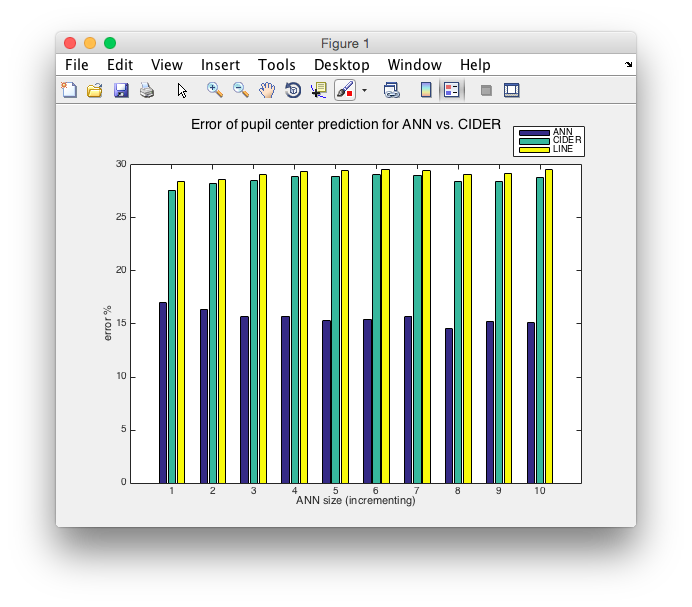 Figure 1
File Edit View Insert Tools Desktop Window Help
Error of pupil center prediction for ANN vs. CIDER
ANN
CIDER
LINE
30
25
20
15
10
5
0
error %
1 2 3 4 5 6 7 8 9 10
ANN size (incrementing)